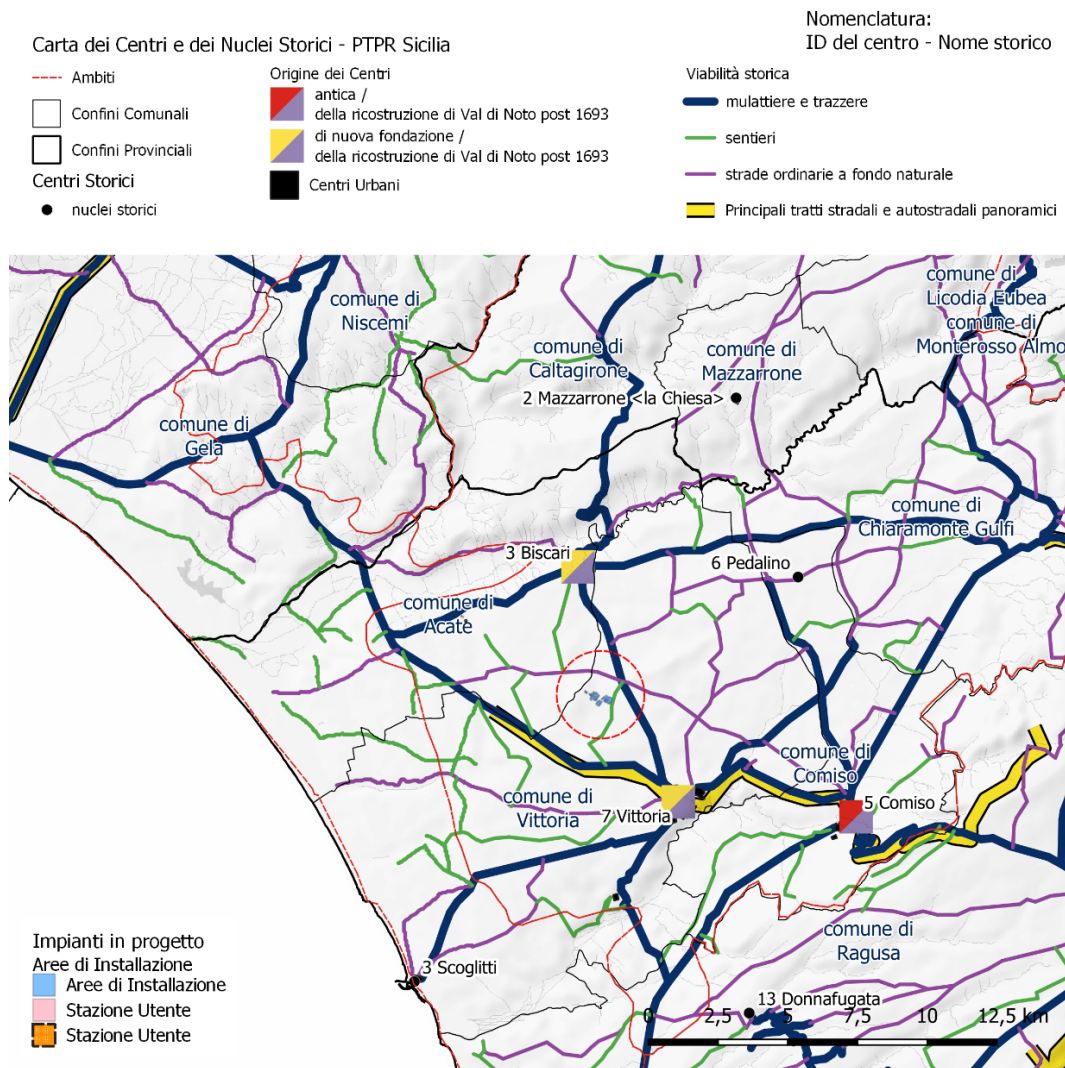 Nomenclatura:
ID del centro - Nome storico
Carta dei Centri e dei Nuclei Storici - PTPR Sicilia
Ambiti
Confini Comunali
Confini Provinciali
Centri Storici
nuclei storici
Origine dei Centri
antica /
della ricostruzione di Val di Noto post 1693
di nuova fondazione /
della ricostruzione di Val di Noto post 1693
Centri Urbani
Viabilità storica
mulattiere e trazzere
sentieri
strade ordinarie a fondo naturale
Principali tratti stradali e autostradali panoramici
comune di
Niscemi
comune di
Licodia Eubea
comune di
Monterosso Almo
comune di
Caltagirone
comune di
Mazzarrone
2 Mazzarrone <la Chiesa>
comune di
Gela
comune di
Chiaramonte Gulfi
3 Biscari
6 Pedalino
comune di
Acate
comune di
Comiso
comune di
Vittoria
7 Vittoria
5 Comiso
comune di
Ragusa
3 Scoglitti
13 Donnafugata
0 2,5 5 7,5 10 12,5 km
Impianti in progetto
Aree di Installazione
Aree di Installazione
Stazione Utente
Stazione Utente